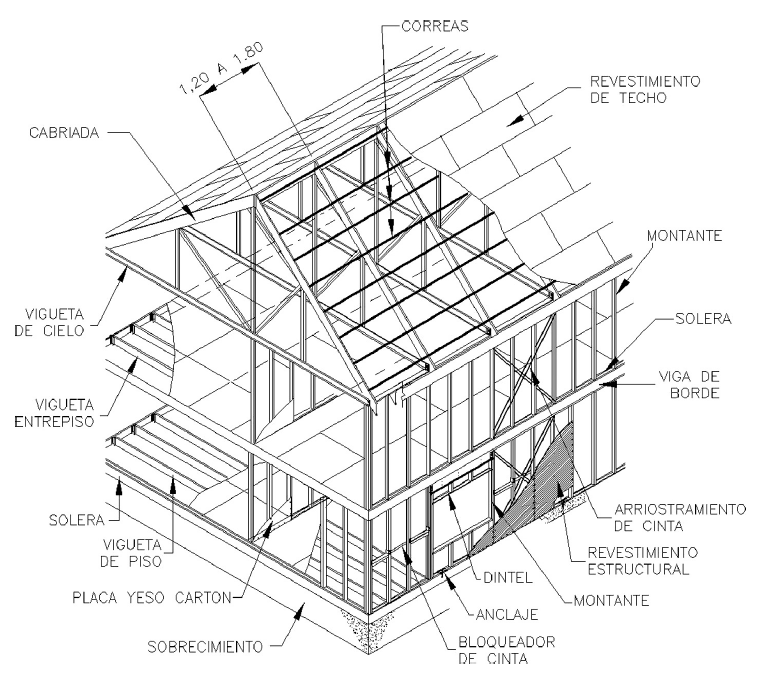 CORREAS
1,20 A 1.80
REVESTIMIENTO
DE TECHO
CABRIADA
MONTANTE
VIGUETA
DE CIELO
SOLERA
VIGA DE
BORDE
VIGUETA
ENTREPISO
SOLERA
ARRIOSTRAMIENTO
DE CINTA
VIGUETA
DE PISO
REVESTIMIENTO
ESTRUCTURAL
DINTEL
PLACA YESO CARTON
MONTANTE
ANCLAJE
SOBRECIMIENTO
BLOQUEADOR
DE CINTA